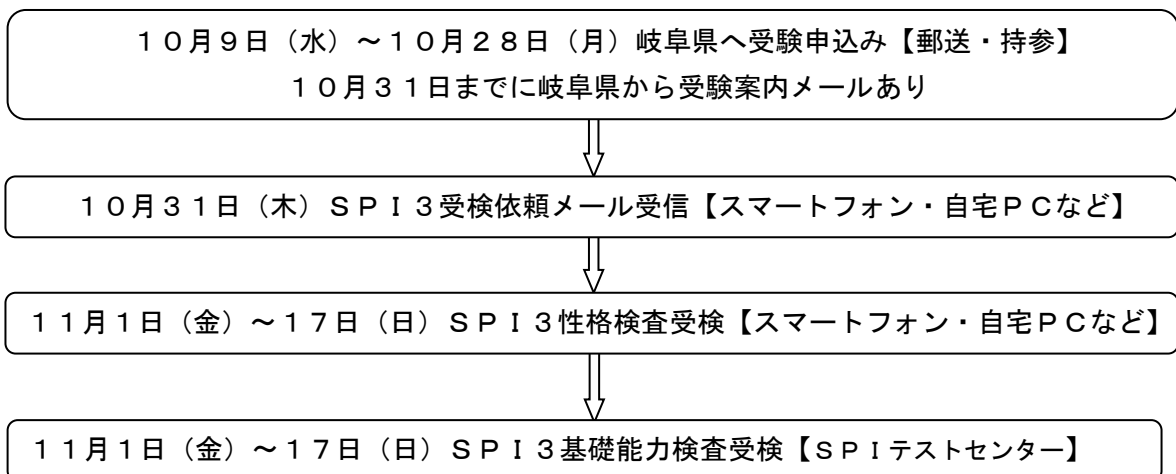 １０月９日（水）～１０月２８日（月）岐阜県へ受験申込み【郵送・持参】
１０月３１日までに岐阜県から受験案内メールあり
１０月３１日（木）ＳＰＩ３受検依頼メール受信【スマートフォン・自宅ＰＣなど】
１１月１日（金）～１７日（日）ＳＰＩ３性格検査受検【スマートフォン・自宅ＰＣなど】
１１月１日（金）～１７日（日）ＳＰＩ３基礎能力検査受検【ＳＰＩテストセンター】